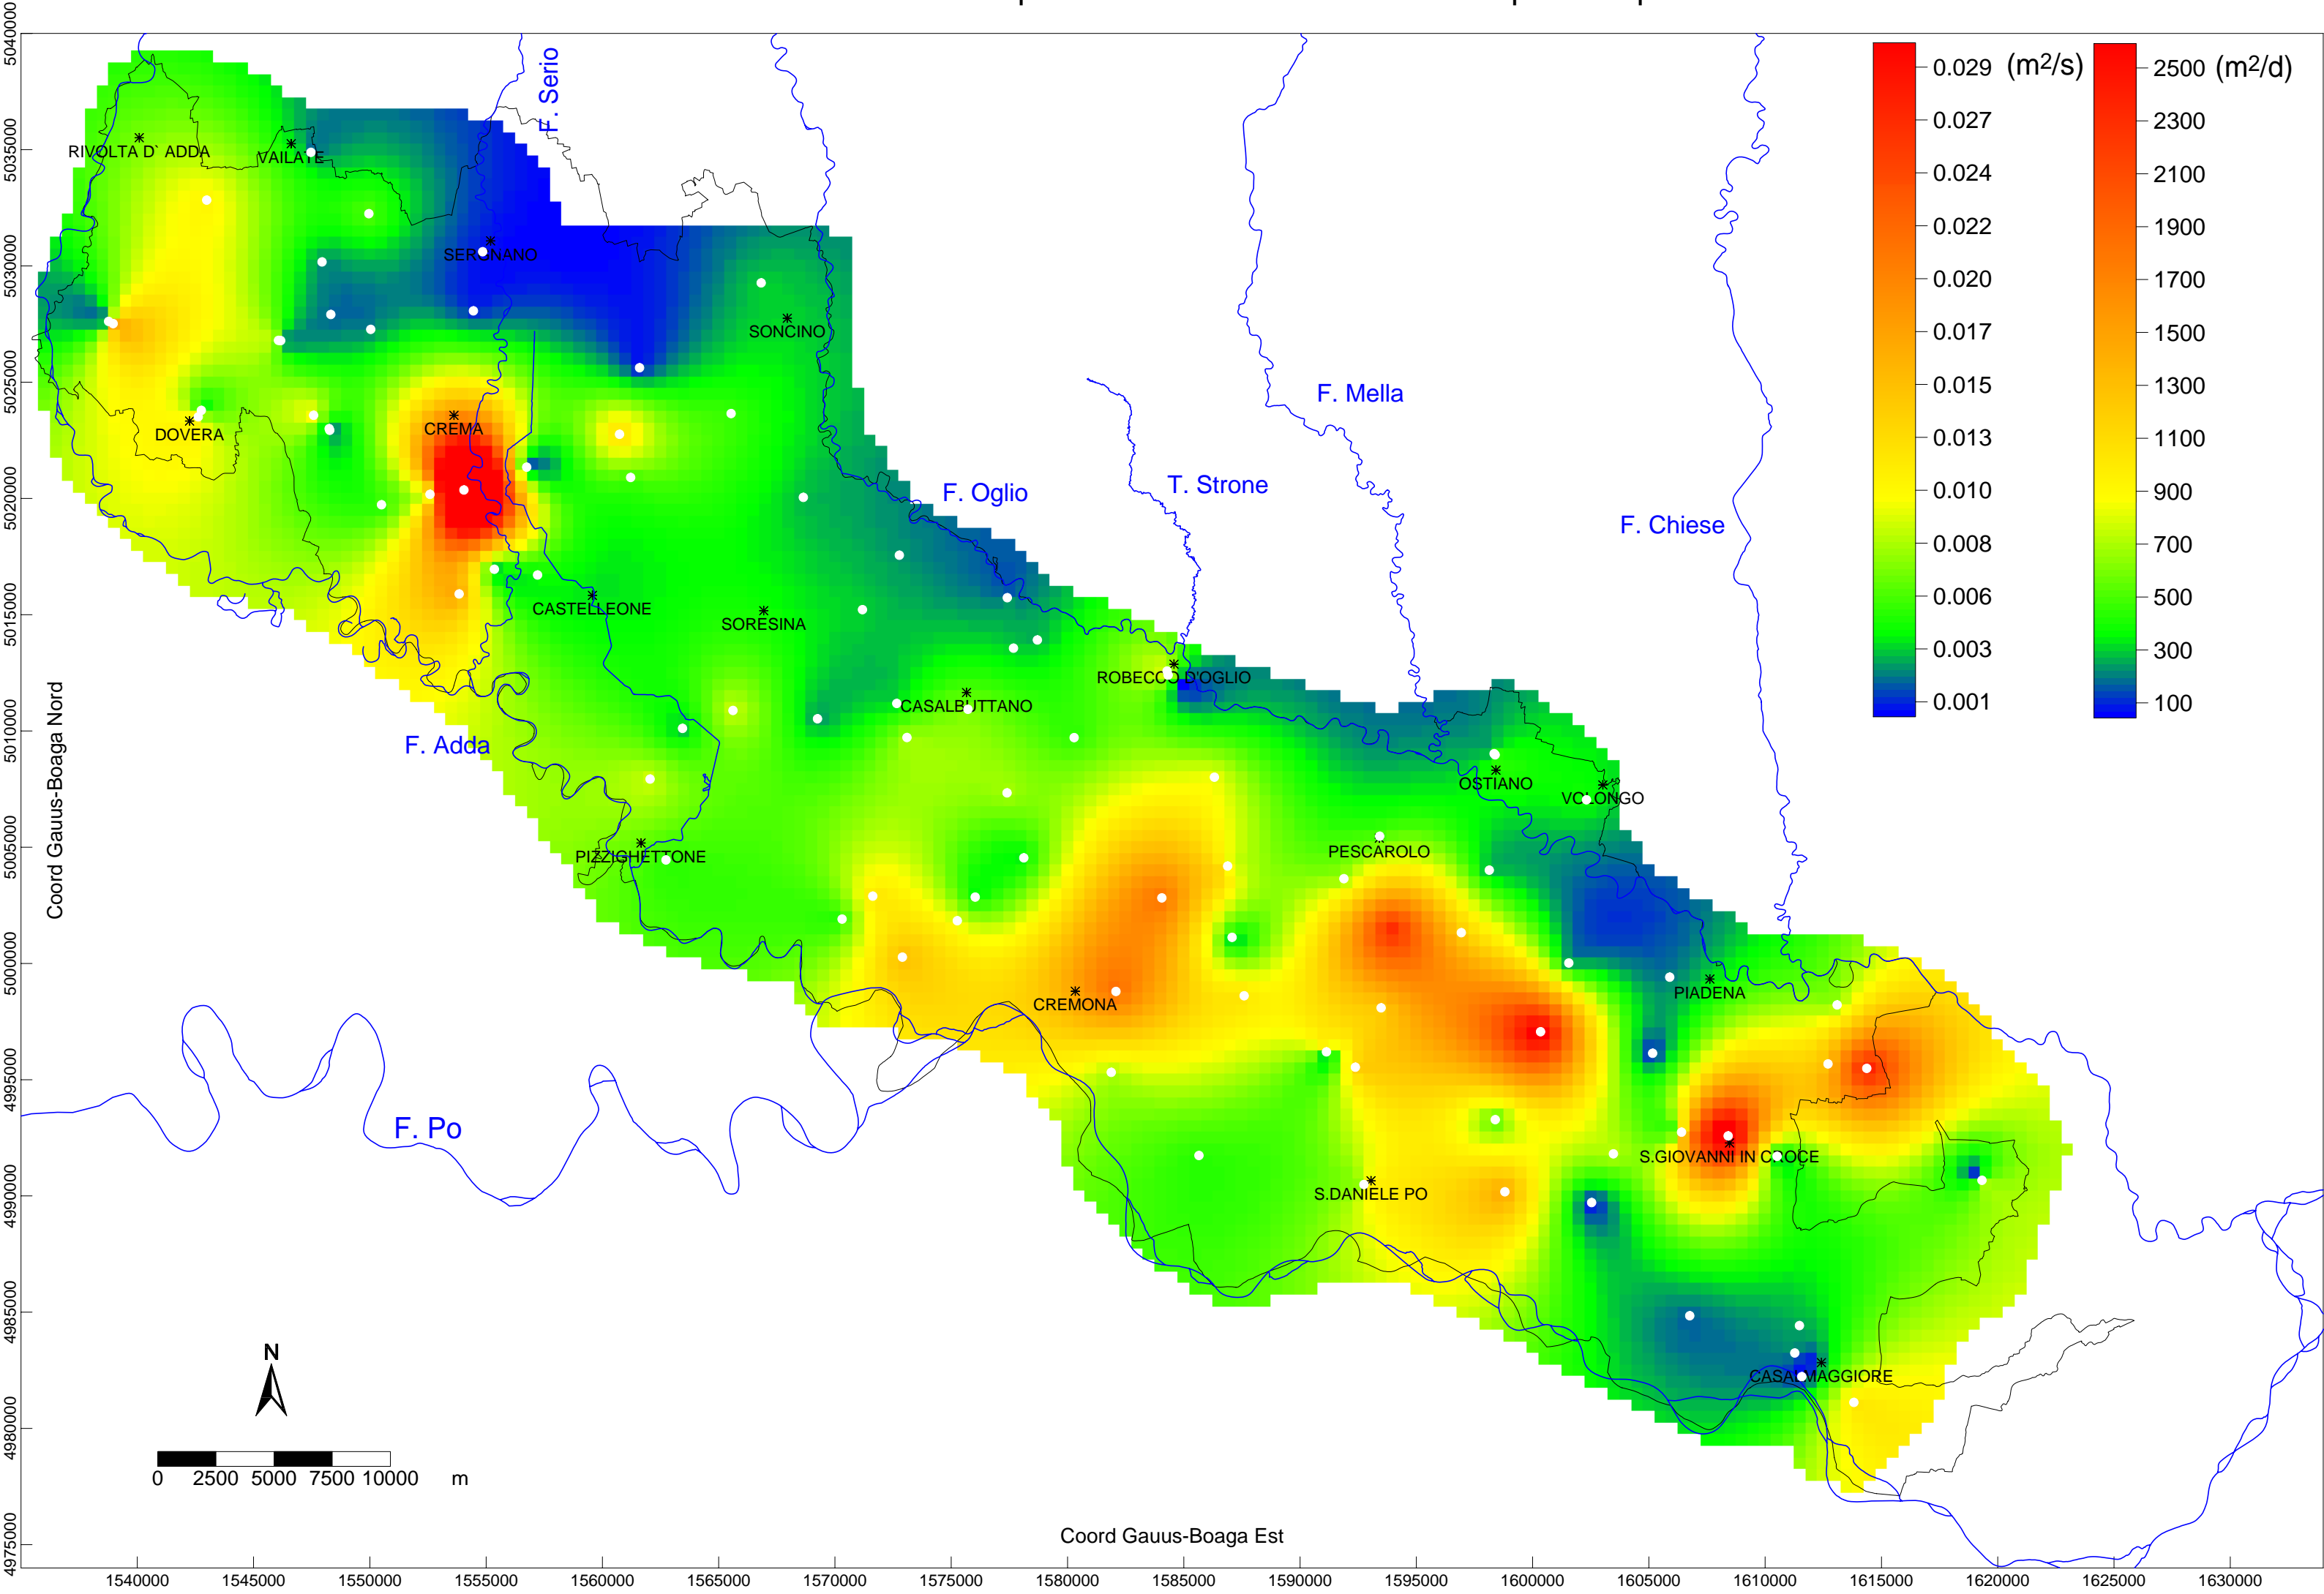 5040000
5035000
5030000
5025000
5020000
5015000
5010000
5005000
5000000
4995000
4990000
4985000
4980000
4975000
Coord Gauus-Boaga Nord
F. Serio
0.029 (m2/s)
0.027
0.024
0.022
0.020
0.017
0.015
0.013
0.010
0.008
0.006
0.003
0.001
2500 (m2/d)
2300
2100
1900
1700
1500
1300
1100
900
700
500
300
100
RIVOLTA D` ADDA
VAILATE
SERGNANO
SONCINO
F. Mella
DOVERA
CREMA
F. Oglio
T. Strone
F. Chiese
CASTELLEONE
SORESINA
ROBECCO D'OGLIO
CASALBUTTANO
F. Adda
OSTIANO
VOLONGO
PIZZIGHETTONE
PESCAROLO
CREMONA
PIADENA
F. Po
S.GIOVANNI IN CROCE
S.DANIELE PO
CASALMAGGIORE
N
0 2500 5000 7500 10000 m
Coord Gauus-Boaga Est
1540000 1545000 1550000 1555000 1560000 1565000 1570000 1575000 1580000 1585000 1590000 1595000 1600000 1605000 1610000 1615000 1620000 1630000